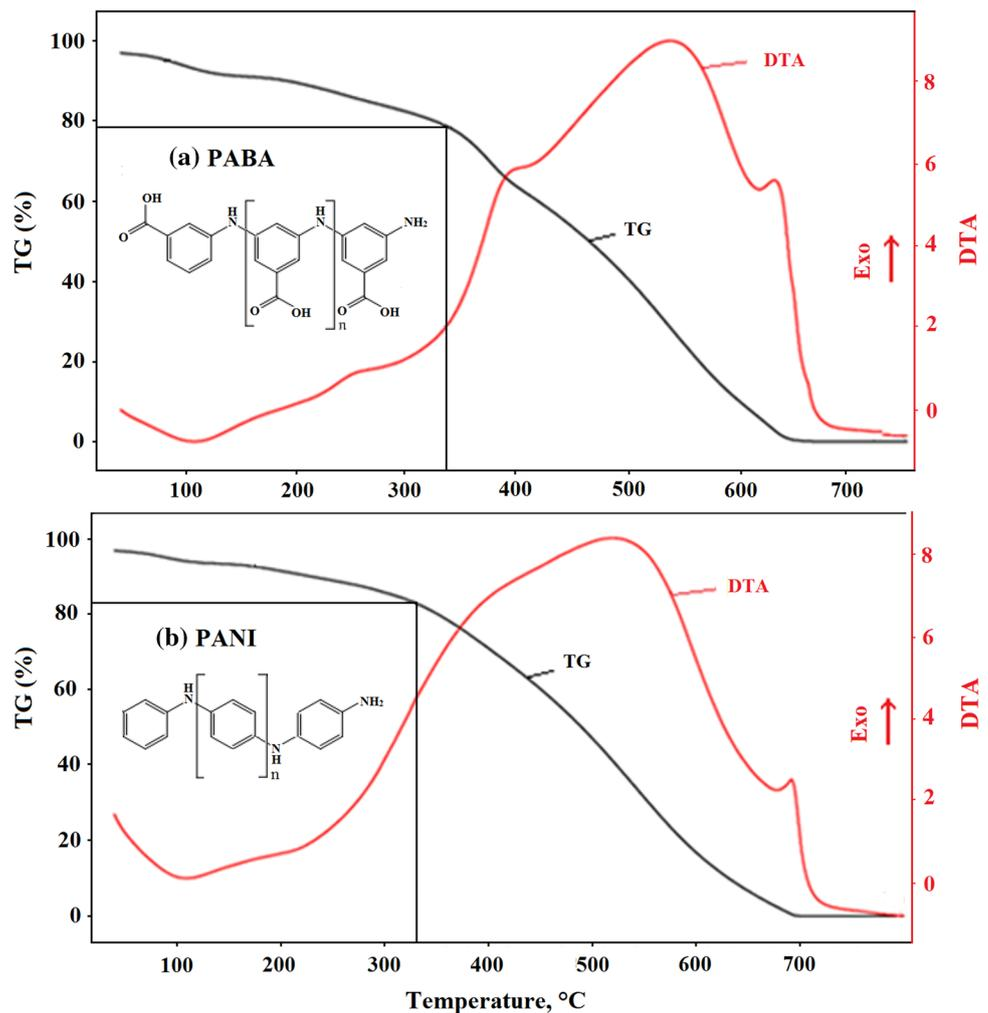 100
80
60
40
20
0
TG (%)
(a) PABA
OH
O
H
N
H
N
NH2
O
OH
O
OH
n
TG
DTA
8
6
4
2
0
Exo
DTA
100
200
300
400
500
600
700
100
80
60
40
20
0
TG (%)
(b) PANI
H
N
N
H
NH2
n
TG
DTA
8
6
4
2
0
Exo
DTA
100
200
300
400
500
600
700
Temperature, °C